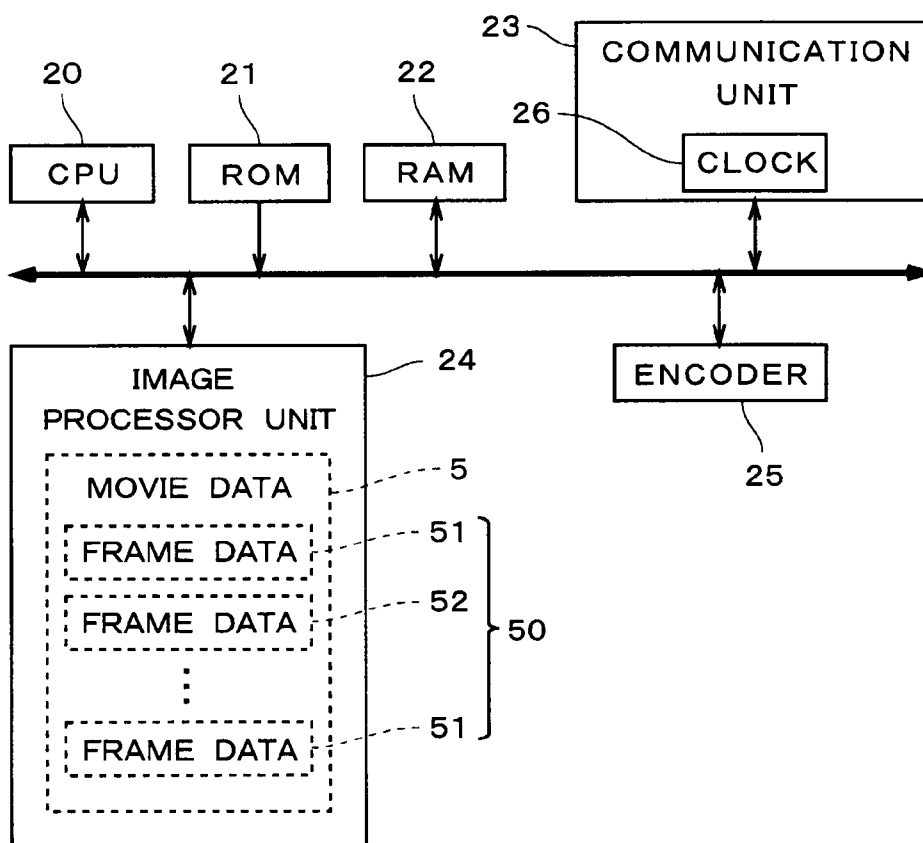 23
COMMUNICATION
UNIT
20
21
22
26
CLOCK
CPU
ROM
RAM
24
IMAGE
PROCESSOR UNIT
ENCODER
25
5
MOVIE DATA
51
FRAME DATA
52
FRAME DATA
50
⋮
51
FRAME DATA